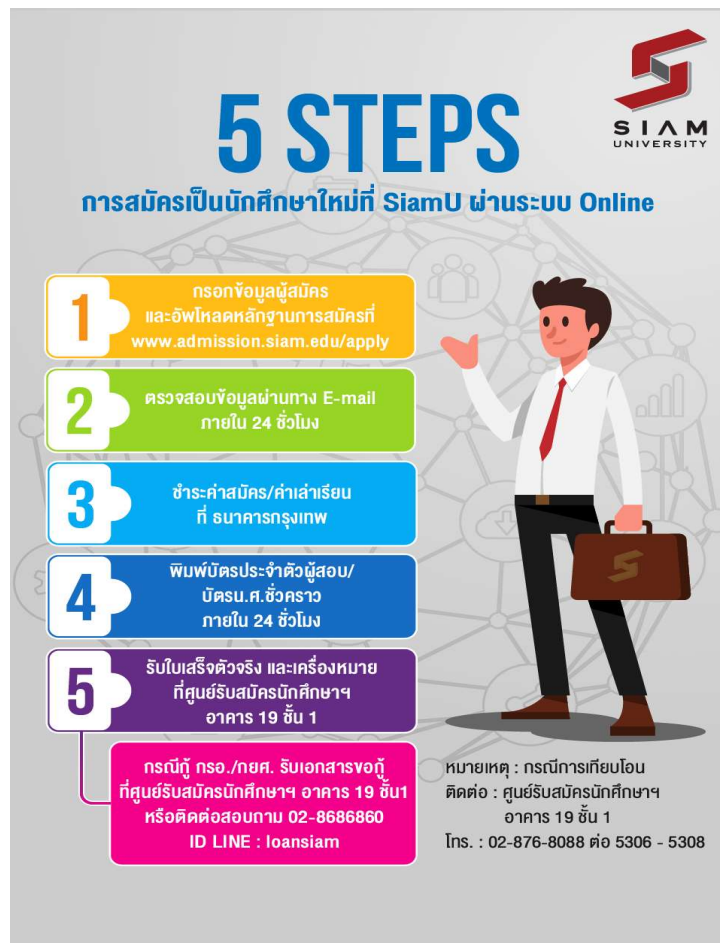 SIAM
UNIVERSITY
5 STEPS
การสมัครเป็นนักศึกษาใหม่ที่ SiamU ผ่านระบบ Online
1
กรอกข้อมูลผู้สมัคร
และอัพโหลดหลักฐานการสมัครที่
www.admission.siam.edu/apply
2
ตรวจสอบข้อมูลผ่านทาง E-mail
ภายใน 24 ชั่วโมง
3
ชำระค่าสมัคร/ค่าเล่าเรียน
ที่ ธนาคารกรุงเทพ
4
พิมพ์บัตรประจำตัวผู้สอบ/
บัตรน.ศ.ชั่วคราว
ภายใน 24 ชั่วโมง
5
รับใบเสร็จตัวจริง และเครื่องหมาย
ที่ศูนย์รับสมัครนักศึกษาฯ
อาคาร 19 ชั้น 1
กรณีกู้ กรอ./กยศ. รับเอกสารขอกู้
ที่ศูนย์รับสมัครนักศึกษาฯ อาคาร 19 ชั้น1
หรือติดต่อสอบถาม 02-8686860
ID LINE : loansiam
หมายเหตุ : กรณีการเทียบโอน
ติดต่อ : ศูนย์รับสมัครนักศึกษาฯ
อาคาร 19 ชั้น 1
โทร. : 02-876-8088 ต่อ 5306 - 5308